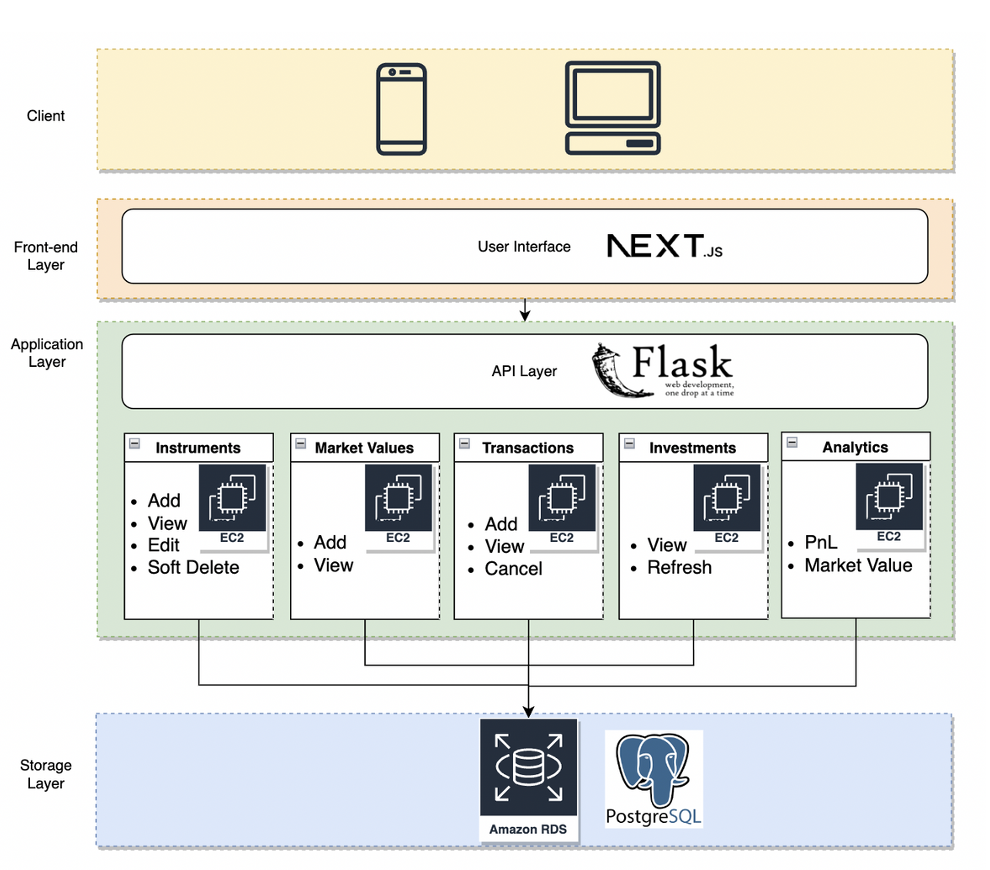 Client
Front-end
Layer
User Interface
NEXT.JS
Application
Layer
API Layer
Flask
web development,
one drop at a time
Instruments
EC2
Add
View
Edit
Soft Delete
Market Values
EC2
Add
View
Transactions
EC2
Add
View
Cancel
Investments
EC2
View
Refresh
Analytics
EC2
PnL
Market Value
Storage
Layer
Amazon RDS
PostgreSQL